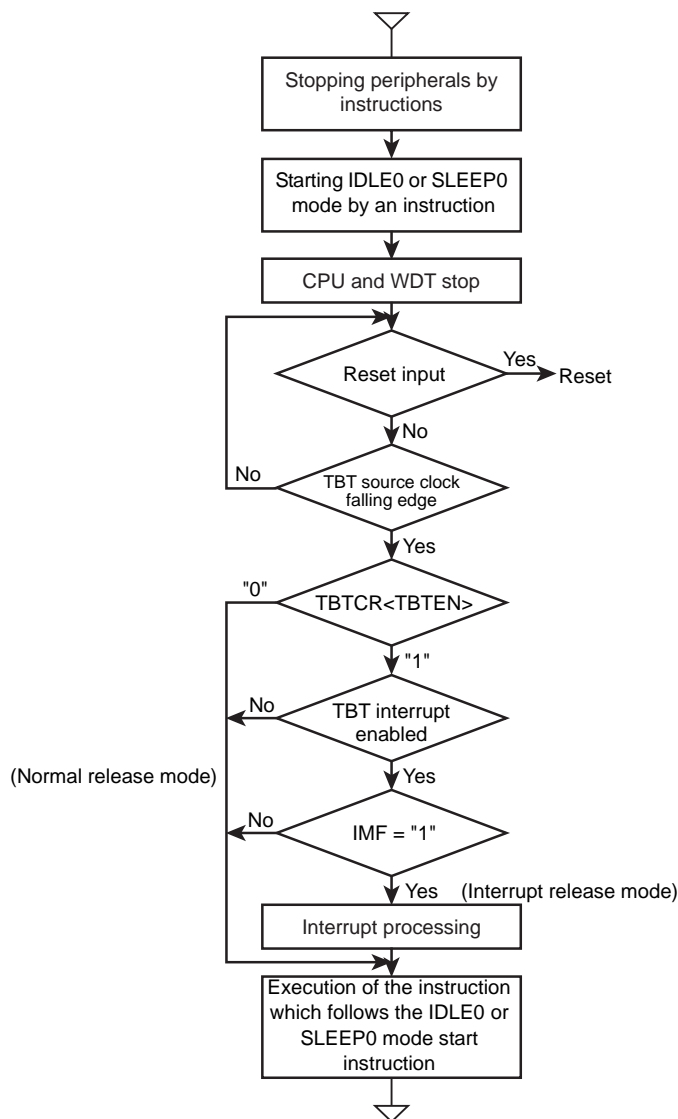 Stopping peripherals by
instructions
Starting IDLE0 or SLEEP0
mode by an instruction
CPU and WDT stop
Reset input
Yes
Reset
No
No
TBT source clock
falling edge
Yes
"0"
TBTCR<TBTEN>
"1"
No
TBT interrupt
enabled
(Normal release mode)
Yes
No
IMF = "1"
Yes
(Interrupt release mode)
Interrupt processing
Execution of the instruction
which follows the IDLE0 or
SLEEP0 mode start
instruction